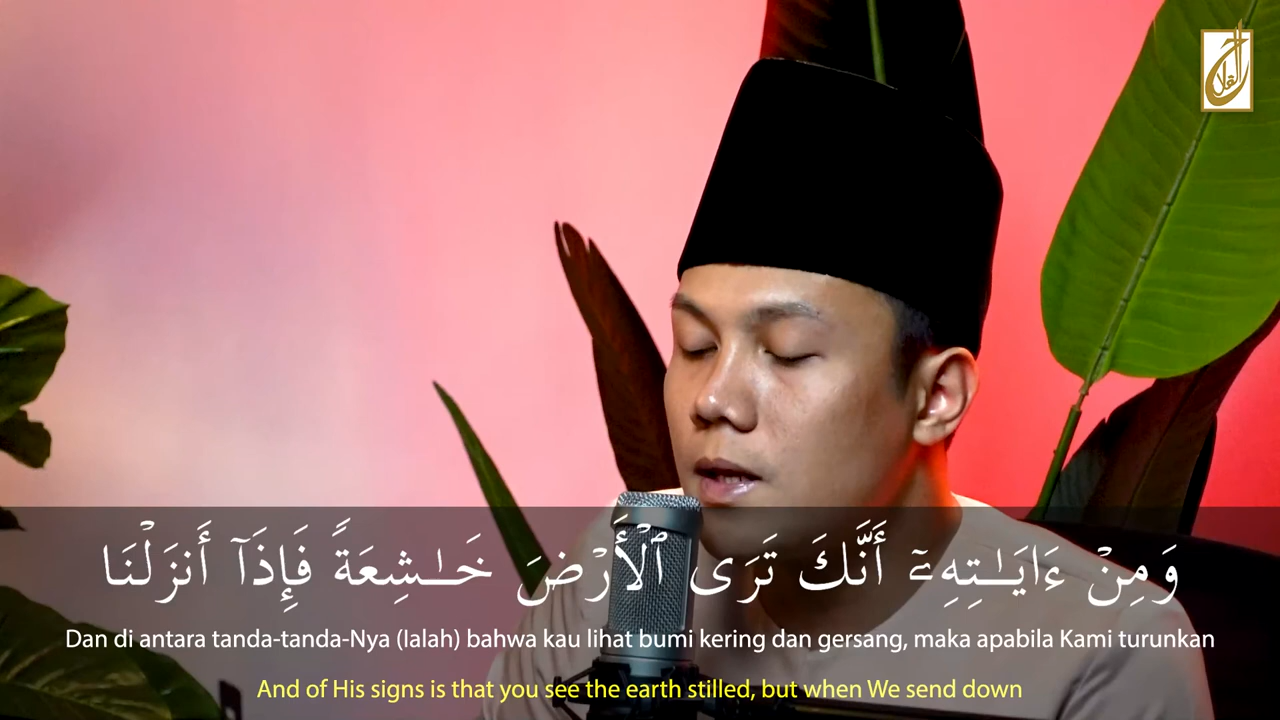 الفلاح
وَمِنْ ءَايَـٰتِهِۦٓ أَنَّكَ تَرَى ٱلْأَرْضَ خَـٰشِعَةً فَإِذَآ أَنزَلْنَا
Dan di antara tanda-tanda-Nya (Ialah) bahwa kau lihat bumi kering dan gersang, maka apabila Kami turunkan
And of His signs is that you see the earth stilled, but when We send down